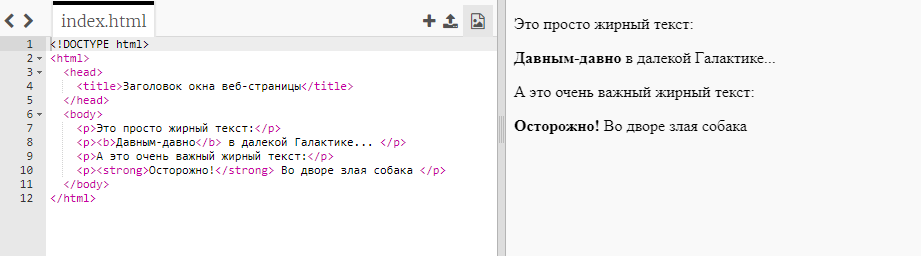 index.html
1 <!DOCTYPE html>
2 <html>
3 <head>
4 <title>Заголовок окна веб-страницы</title>
5 </head>
6 <body>
7 <p>Это просто жирный текст:</p>
8 <p><b>Давным-давно</b> в далекой Галактике... </p>
9 <p>А это очень важный жирный текст:</p>
10 <p><strong>Осторожно!</strong> Во дворе злая собака </p>
11 </body>
12 </html>
Это просто жирный текст:
Давным-давно в далекой Галактике...
А это очень важный жирный текст:
Осторожно! Во дворе злая собака